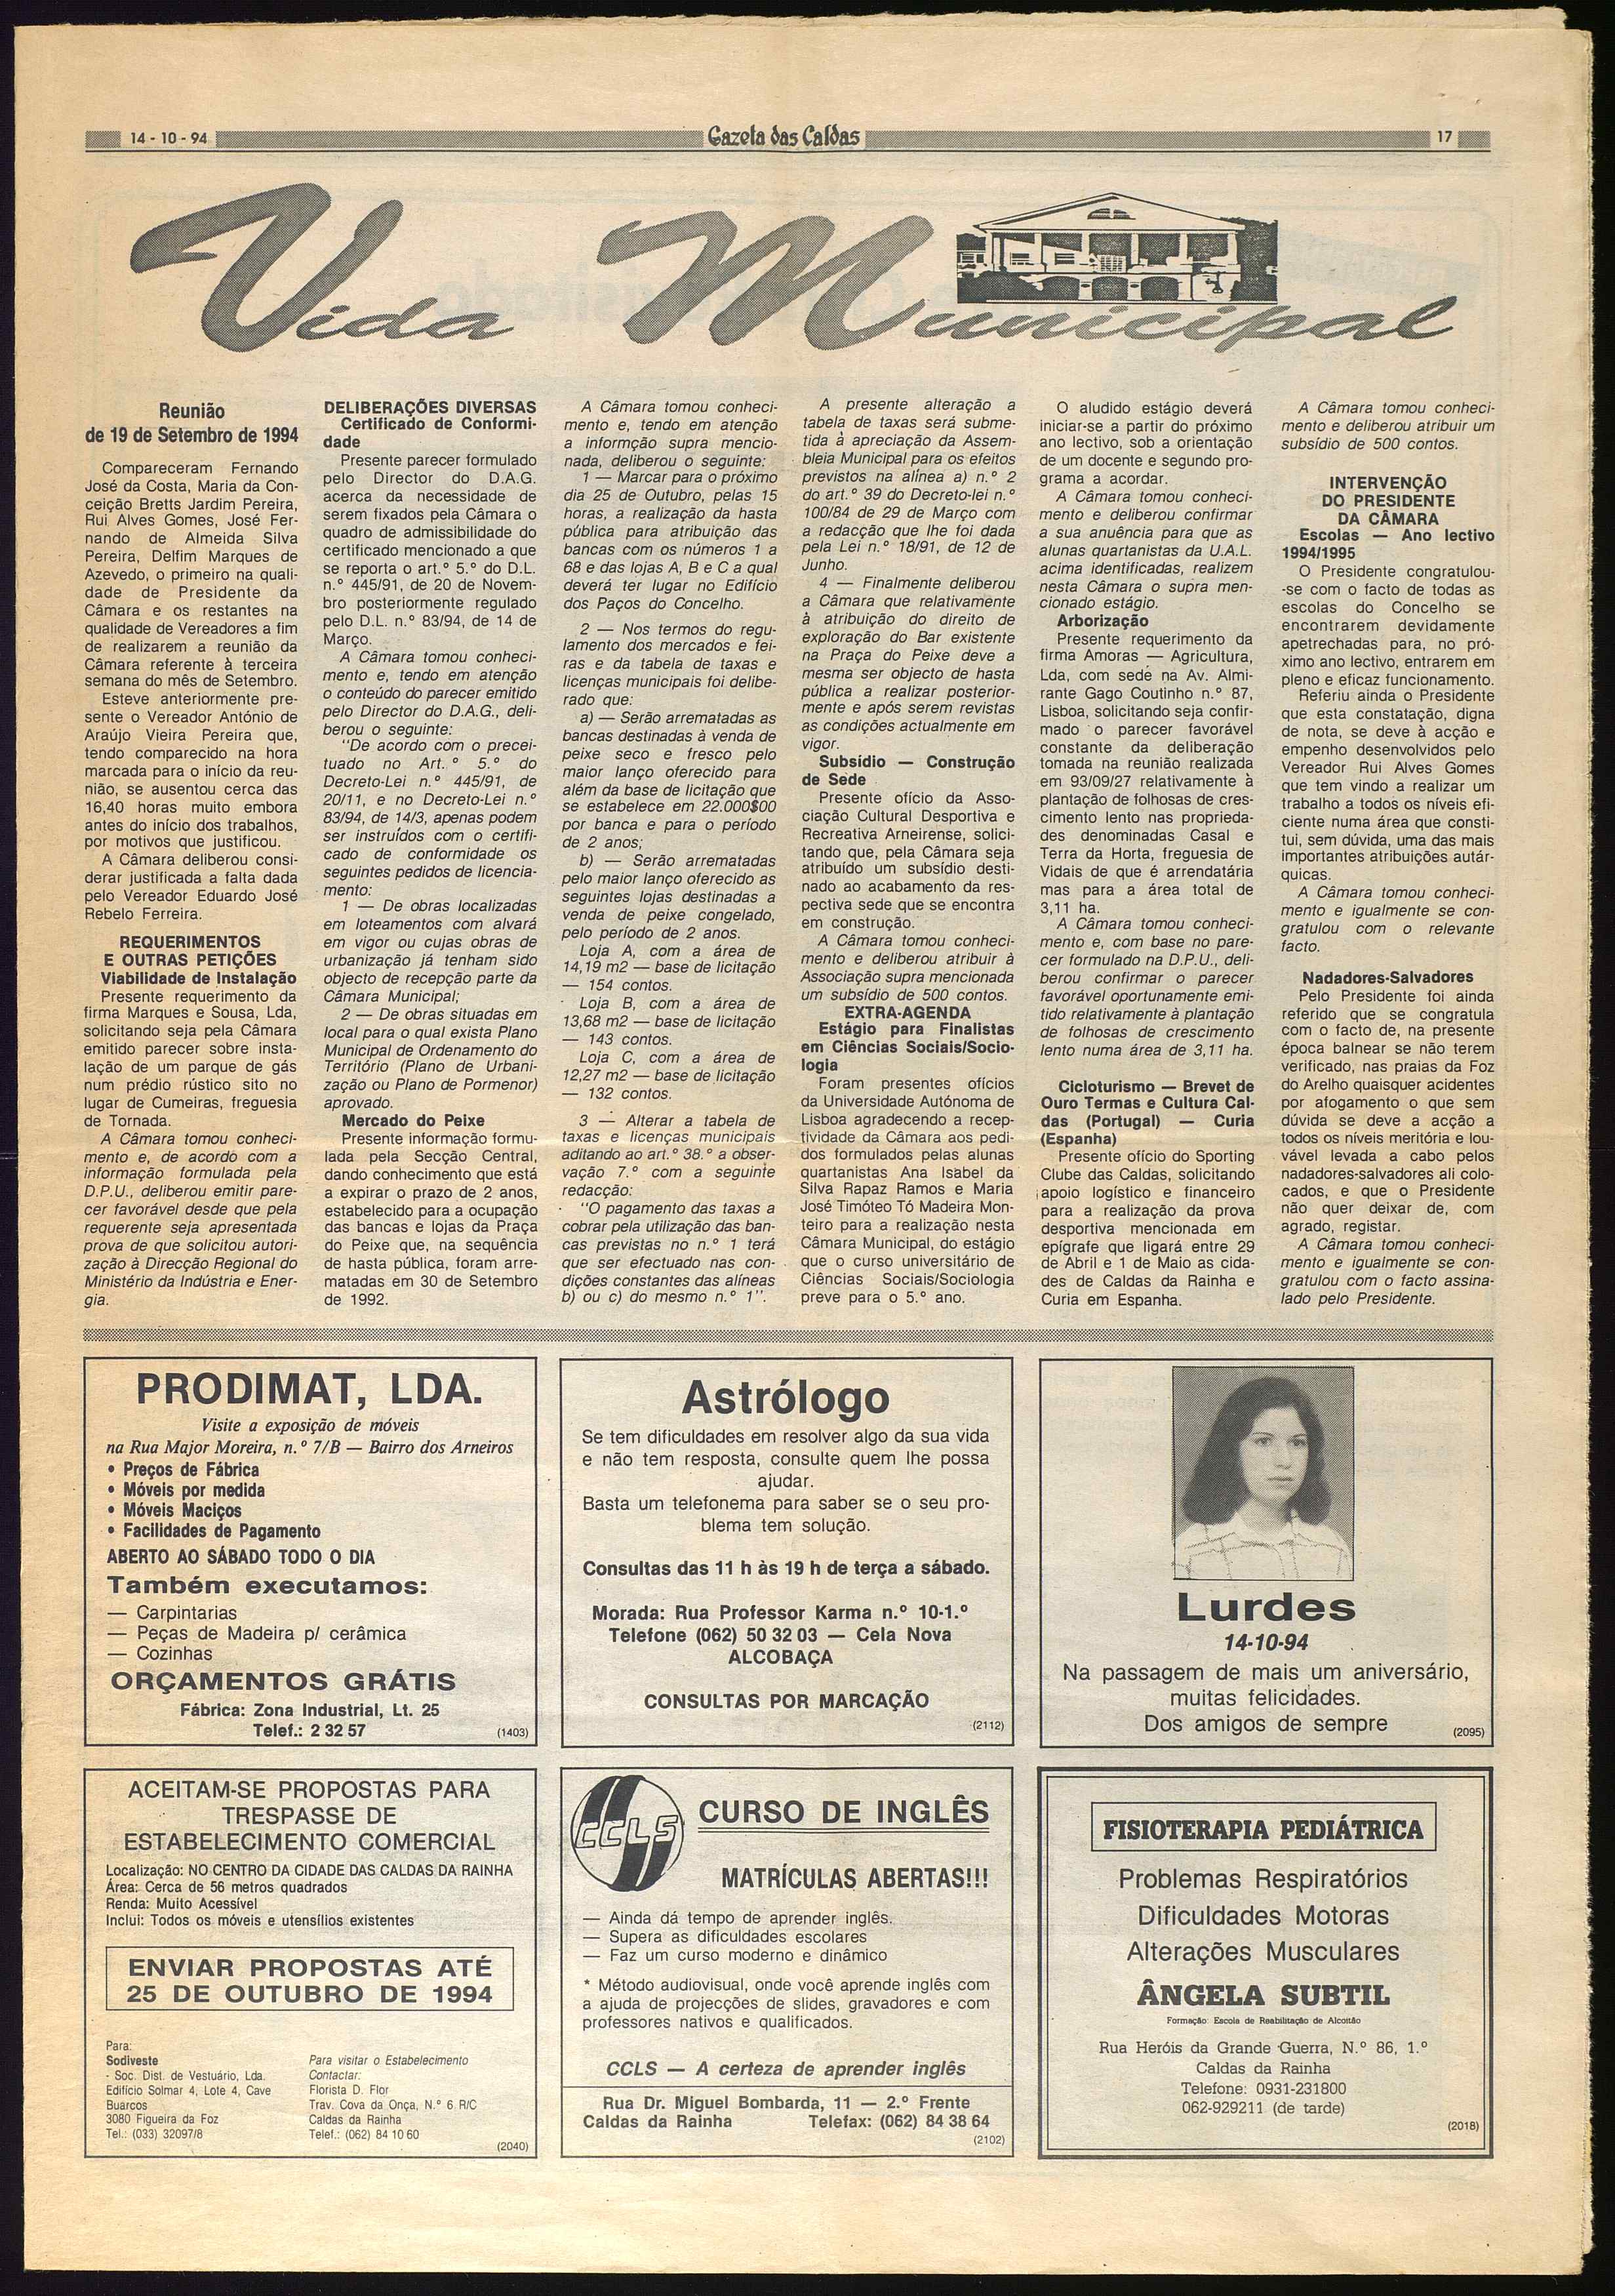 14 - 10 - 94
Gazeta das Caldas
17
Vida Municipal
Reunião
de 19 de Setembro de 1994
Compareceram Fernando
José da Costa, Maria da Con-
ceição Bretts Jardim Pereira,
Rui Alves Gomes, José Fer-
nando de Almeida Silva
Pereira, Delfim Marques de
Azevedo, o primeiro na quali-
dade de Presidente da
Câmara e os restantes na
qualidade de Vereadores a fim
de realizarem a reunião da
Câmara referente à terceira
semana do mês de Setembro.
Esteve anteriormente pre-
sente o Vereador António de
Araújo Vieira Pereira que,
tendo comparecido na hora
marcada para o início da reu-
nião, se ausentou cerca das
16,40 horas muito embora
antes do início dos trabalhos,
por motivos que justificou.
A Câmara deliberou consi-
derar justificada a falta dada
pelo Vereador Eduardo José
Rebelo Ferreira.
REQUERIMENTOS
E OUTRAS PETIÇÕES
Viabilidade de Instalação
Presente requerimento da
firma Marques e Sousa, Lda,
solicitando seja pela Câmara
emitido parecer sobre insta-
lação de um parque de gás
num prédio rústico sito no
lugar de Cumeiras, freguesia
de Tornada.
A Câmara tomou conheci-
mento e, de acordo com a
informação formulada pela
D.P.U., deliberou emitir pare-
cer favorável desde que pela
requerente seja apresentada
prova de que solicitou autori-
zação à Direcção Regional do
Ministério da Indústria e Ener-
gia.
DELIBERAÇÕES DIVERSAS
Certificado de Conformi-
dade
Presente parecer formulado
pelo Director do D.A.G.
acerca da necessidade de
serem fixados pela Câmara o
quadro de admissibilidade do
certificado mencionado a que
se reporta o art.º 5.º do D.L.
n.º 445/91, de 20 de Novem-
bro posteriormente regulado
pelo D.L. n.º 83/94, de 14 de
Março.
A Câmara tomou conheci-
mento e, tendo em atenção
o conteúdo do parecer emitido
pelo Director do D.A.G., deli-
berou o seguinte:
"De acordo com o precei-
tuado no Art.º 5.º do
Decreto-Lei n.º 445/91, de
20/11, e no Decreto-Lei n.º
83/94, de 14/3, apenas podem
ser instruídos com o certifi-
cado de conformidade os
seguintes pedidos de licencia-
mento:
1 — De obras localizadas
em loteamentos com alvará
em vigor ou cujas obras de
urbanização já tenham sido
objecto de recepção parte da
Câmara Municipal;
2 — De obras situadas em
local para o qual exista Plano
Municipal de Ordenamento do
Território (Plano de Urbani-
zação ou Plano de Pormenor)
aprovado.
Mercado do Peixe
Presente informação formu-
lada pela Secção Central,
dando conhecimento que está
a expirar o prazo de 2 anos,
estabelecido para a ocupação
das bancas e lojas da Praça
do Peixe que, na sequência
de hasta pública, foram arre-
matadas em 30 de Setembro
de 1992.
A Câmara tomou conheci-
mento e, tendo em atenção
a informção supra mencio-
nada, deliberou o seguinte:
1 — Marcar para o próximo
dia 25 de Outubro, pelas 15
horas, a realização da hasta
pública para atribuição das
bancas com os números 1 a
68 e das lojas A, B e C a qual
deverá ter lugar no Edifício
dos Paços do Concelho.
2 — Nos termos do regu-
lamento dos mercados e fei-
ras e da tabela de taxas e
licenças municipais foi delibe-
rado que:
a) — Serão arrematadas as
bancas destinadas à venda de
peixe seco e fresco pelo
maior lanço oferecido para
além da base de licitação que
se estabelece em 22.000$00
por banca e para o período
de 2 anos;
b) — Serão arrematadas
pelo maior lanço oferecido as
seguintes lojas destinadas a
venda de peixe congelado,
pelo período de 2 anos.
Loja A, com a área de
14,19 m2 — base de licitação
— 154 contos.
Loja B, com a área de
13,68 m2 — base de licitação
— 143 contos.
Loja C, com a área de
12,27 m2 — base de licitação
— 132 contos.
3 — Alterar a tabela de
taxas e licenças municipais
aditando ao art.º 38.º a obser-
vação 7.º com a seguinte
redacção:
"O pagamento das taxas a
cobrar pela utilização das ban-
cas previstas no n.º 1 terá
que ser efectuado nas con-
dições constantes das alíneas
b) ou c) do mesmo n.º 1".
A presente alteração a
tabela de taxas será subme-
tida à apreciação da Assem-
bleia Municipal para os efeitos
previstos na alínea a) n.º 2
do art.º 39 do Decreto-lei n.º
100/84 de 29 de Março com
a redacção que lhe foi dada
pela Lei n.º 18/91, de 12 de
Junho.
4 — Finalmente deliberou
a Câmara que relativamente
à atribuição do direito de
exploração do Bar existente
na Praça do Peixe deve a
mesma ser objecto de hasta
pública a realizar posterior-
mente e após serem revistas
as condições actualmente em
vigor.
Subsídio — Construção
de Sede
Presente ofício da Asso-
ciação Cultural Desportiva e
Recreativa Arneirense, solici-
tando que, pela Câmara seja
atribuído um subsídio desti-
nado ao acabamento da res-
pectiva sede que se encontra
em construção.
A Câmara tomou conheci-
mento e deliberou atribuir à
Associação supra mencionada
um subsídio de 500 contos.
EXTRA-AGENDA
Estágio para Finalistas
em Ciências Sociais/Socio-
logia
Foram presentes ofícios
da Universidade Autónoma de
Lisboa agradecendo a recep-
tividade da Câmara aos pedi-
dos formulados pelas alunas
quartanistas Ana Isabel da
Silva Rapaz Ramos e Maria
José Timóteo Tó Madeira Mon-
teiro para a realização nesta
Câmara Municipal, do estágio
que o curso universitário de
Ciências Sociais/Sociologia
preve para o 5.º ano.
O aludido estágio deverá
iniciar-se a partir do próximo
ano lectivo, sob a orientação
de um docente e segundo pro-
grama a acordar.
A Câmara tomou conheci-
mento e deliberou confirmar
a sua anuência para que as
alunas quartanistas da U.A.L.
acima identificadas, realizem
nesta Câmara o supra men-
cionado estágio.
Arborização
Presente requerimento da
firma Amoras — Agricultura,
Lda, com sede na Av. Almi-
rante Gago Coutinho n.º 87,
Lisboa, solicitando seja confir-
mado o parecer favorável
constante da deliberação
tomada na reunião realizada
em 93/09/27 relativamente à
plantação de folhosas de cres-
cimento lento nas proprieda-
des denominadas Casal e
Terra da Horta, freguesia de
Vidais de que é arrendatária
mas para a área total de
3,11 ha.
A Câmara tomou conheci-
mento e, com base no pare-
cer formulado na D.P.U., deli-
berou confirmar o parecer
favorável oportunamente emi-
tido relativamente à plantação
de folhosas de crescimento
lento numa área de 3,11 ha.
Cicloturismo — Brevet de
Ouro Termas e Cultura Cal-
das (Portugal) — Curia
(Espanha)
Presente ofício do Sporting
Clube das Caldas, solicitando
apoio logístico e financeiro
para a realização da prova
desportiva mencionada em
epígrafe que ligará entre 29
de Abril e 1 de Maio as cida-
des de Caldas da Rainha e
Curia em Espanha.
A Câmara tomou conheci-
mento e deliberou atribuir um
subsídio de 500 contos.
INTERVENÇÃO
DO PRESIDENTE
DA CÂMARA
Escolas — Ano lectivo
1994/1995
O Presidente congratulou-
-se com o facto de todas as
escolas do Concelho se
encontrarem devidamente
apetrechadas para, no pró-
ximo ano lectivo, entrarem em
pleno e eficaz funcionamento.
Referiu ainda o Presidente
que esta constatação, digna
de nota, se deve à acção e
empenho desenvolvidos pelo
Vereador Rui Alves Gomes
que tem vindo a realizar um
trabalho a todos os níveis efi-
ciente numa área que consti-
tui, sem dúvida, uma das mais
importantes atribuições autár-
quicas.
A Câmara tomou conheci-
mento e igualmente se con-
gratulou com o relevante
facto.
Nadadores-Salvadores
Pelo Presidente foi ainda
referido que se congratula
com o facto de, na presente
época balnear se não terem
verificado, nas praias da Foz
do Arelho quaisquer acidentes
por afogamento o que sem
dúvida se deve a acção a
todos os níveis meritória e lou-
vável levada a cabo pelos
nadadores-salvadores ali colo-
cados, e que o Presidente
não quer deixar de, com
agrado, registar.
A Câmara tomou conheci-
mento e igualmente se con-
gratulou com o facto assina-
lado pelo Presidente.
PRODIMAT, LDA.
Visite a exposição de móveis
na Rua Major Moreira, n.º 7/B — Bairro dos Arneiros
• Preços de Fábrica
• Móveis por medida
• Móveis Maciços
• Facilidades de Pagamento
ABERTO AO SÁBADO TODO O DIA
Também executamos:
— Carpintarias
— Peças de Madeira p/ cerâmica
— Cozinhas
ORÇAMENTOS GRÁTIS
Fábrica: Zona Industrial, Lt. 25
Telef.: 2 32 57
(1403)
Astrólogo
Se tem dificuldades em resolver algo da sua vida
e não tem resposta, consulte quem lhe possa
ajudar.
Basta um telefonema para saber se o seu pro-
blema tem solução.
Consultas das 11 h às 19 h de terça a sábado.
Morada: Rua Professor Karma n.º 10-1.º
Telefone (062) 50 32 03 — Cela Nova
ALCOBAÇA
CONSULTAS POR MARCAÇÃO
(2112)
Lurdes
14-10-94
Na passagem de mais um aniversário,
muitas felicidades.
Dos amigos de sempre
(2095)
ACEITAM-SE PROPOSTAS PARA
TRESPASSE DE
ESTABELECIMENTO COMERCIAL
Localização: NO CENTRO DA CIDADE DAS CALDAS DA RAINHA
Área: Cerca de 56 metros quadrados
Renda: Muito Acessível
Inclui: Todos os móveis e utensílios existentes
ENVIAR PROPOSTAS ATÉ
25 DE OUTUBRO DE 1994
Para:
Sodiveste
- Soc. Dist. de Vestuário, Lda.
Edifício Solmar 4, Lote 4, Cave
Buarcos
3080 Figueira da Foz
Tel.: (033) 32097/8
Para visitar o Estabelecimento
Contactar:
Florista D. Flor
Trav. Cova da Onça, N.º 6 R/C
Caldas da Rainha
Telef.: (062) 84 10 60
(2040)
CCLS
CURSO DE INGLÊS
MATRÍCULAS ABERTAS!!!
— Ainda dá tempo de aprender inglês.
— Supera as dificuldades escolares
— Faz um curso moderno e dinâmico
* Método audiovisual, onde você aprende inglês com
a ajuda de projecções de slides, gravadores e com
professores nativos e qualificados.
CCLS — A certeza de aprender inglês
Rua Dr. Miguel Bombarda, 11 — 2.º Frente
Caldas da Rainha Telefax: (062) 84 38 64
(2102)
FISIOTERAPIA PEDIÁTRICA
Problemas Respiratórios
Dificuldades Motoras
Alterações Musculares
ÂNGELA SUBTIL
Formação: Escola de Reabilitação de Alcoitão
Rua Heróis da Grande Guerra, N.º 86, 1.º
Caldas da Rainha
Telefone: 0931-231800
062-929211 (de tarde)
(2018)